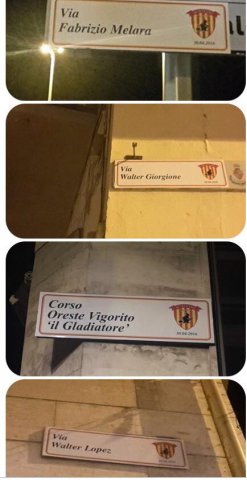 Via
Fabrizio Melara
30.04.2016
Via
Walter Giorgione
Corso
Oreste Vigorito
'il Gladiatore'
30.04.2016
Via
Walter Lopez